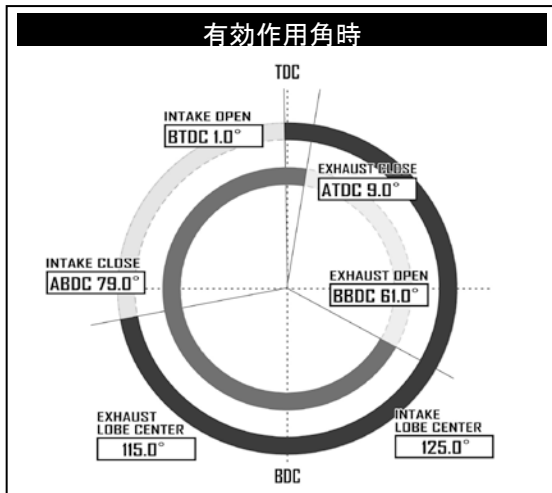 有効作用角時
TDC
INTAKE OPEN
BTDC 1.0°
EXHAUST CLOSE
ATDC 9.0°
INTAKE CLOSE
ABDC 79.0°
EXHAUST OPEN
BBDC 61.0°
EXHAUST
LOBE CENTER
115.0°
INTAKE
LOBE CENTER
125.0°
BDC